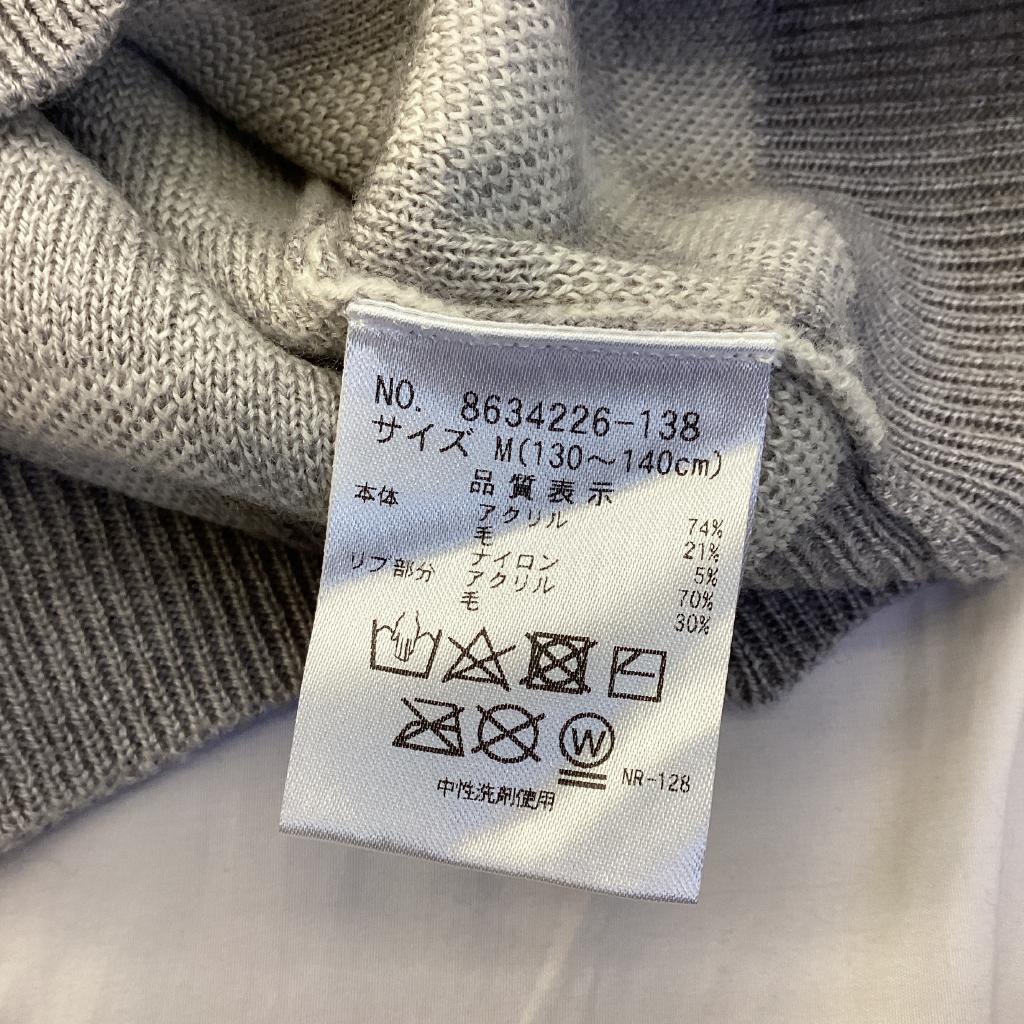 NO. 8634226-138
サイズ M(130～140cm)
品質表示
本体 アクリル 74%
毛 21%
ナイロン 5%
リブ部分 アクリル 70%
毛 30%
W
NR-128
中性洗剤使用